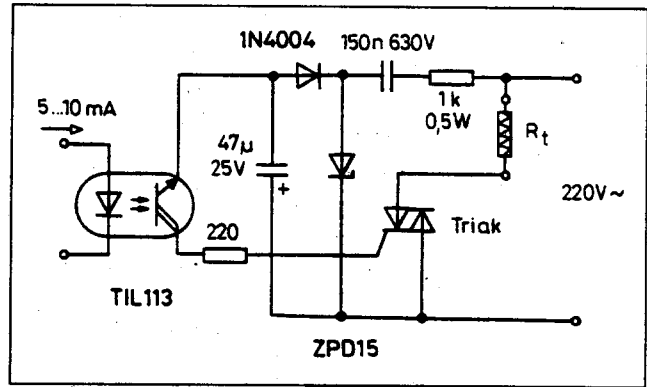 1N4004
150n 630V
5...10 mA
1k
0,5W
Rt
47µ
25V
+
220V~
220
Triak
TIL113
ZPD15